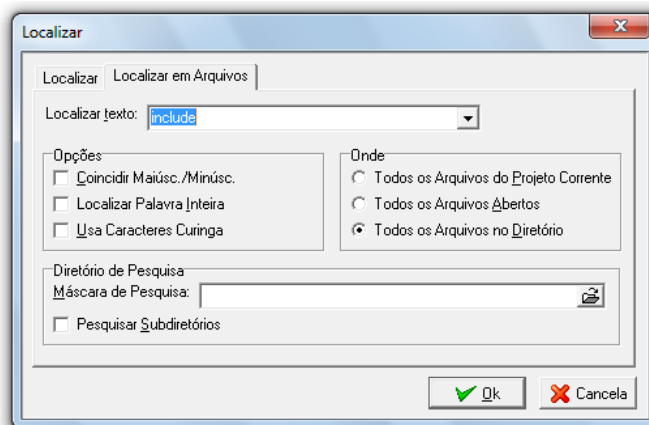 Localizar
Localizar Localizar em Arquivos
Localizar texto: include
Opções
Coincidir Maiúsc./Minúsc.
Localizar Palavra Inteira
Usa Caracteres Curinga
Onde
Todos os Arquivos do Projeto Corrente
Todos os Arquivos Abertos
Todos os Arquivos no Diretório
Diretório de Pesquisa
Máscara de Pesquisa:
Pesquisar Subdiretórios
Ok Cancela